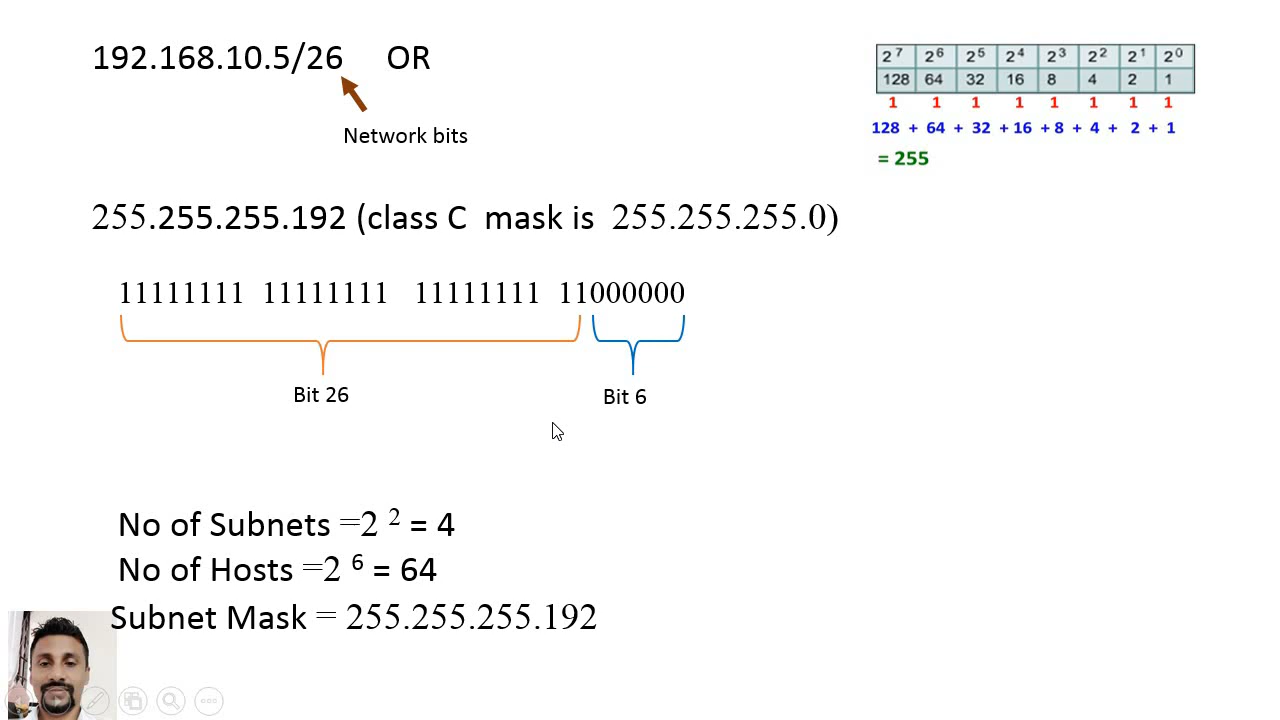 192.168.10.5/26 OR
Network bits
2⁷ 2⁶ 2⁵ 2⁴ 2³ 2² 2¹ 2⁰
128 64 32 16 8 4 2 1
1 1 1 1 1 1 1 1
128 + 64 + 32 + 16 + 8 + 4 + 2 + 1
= 255
255.255.255.192 (class C mask is 255.255.255.0)
11111111 11111111 11111111 11000000
Bit 26 Bit 6
No of Subnets =2 ² = 4
No of Hosts =2 ⁶ = 64
Subnet Mask = 255.255.255.192